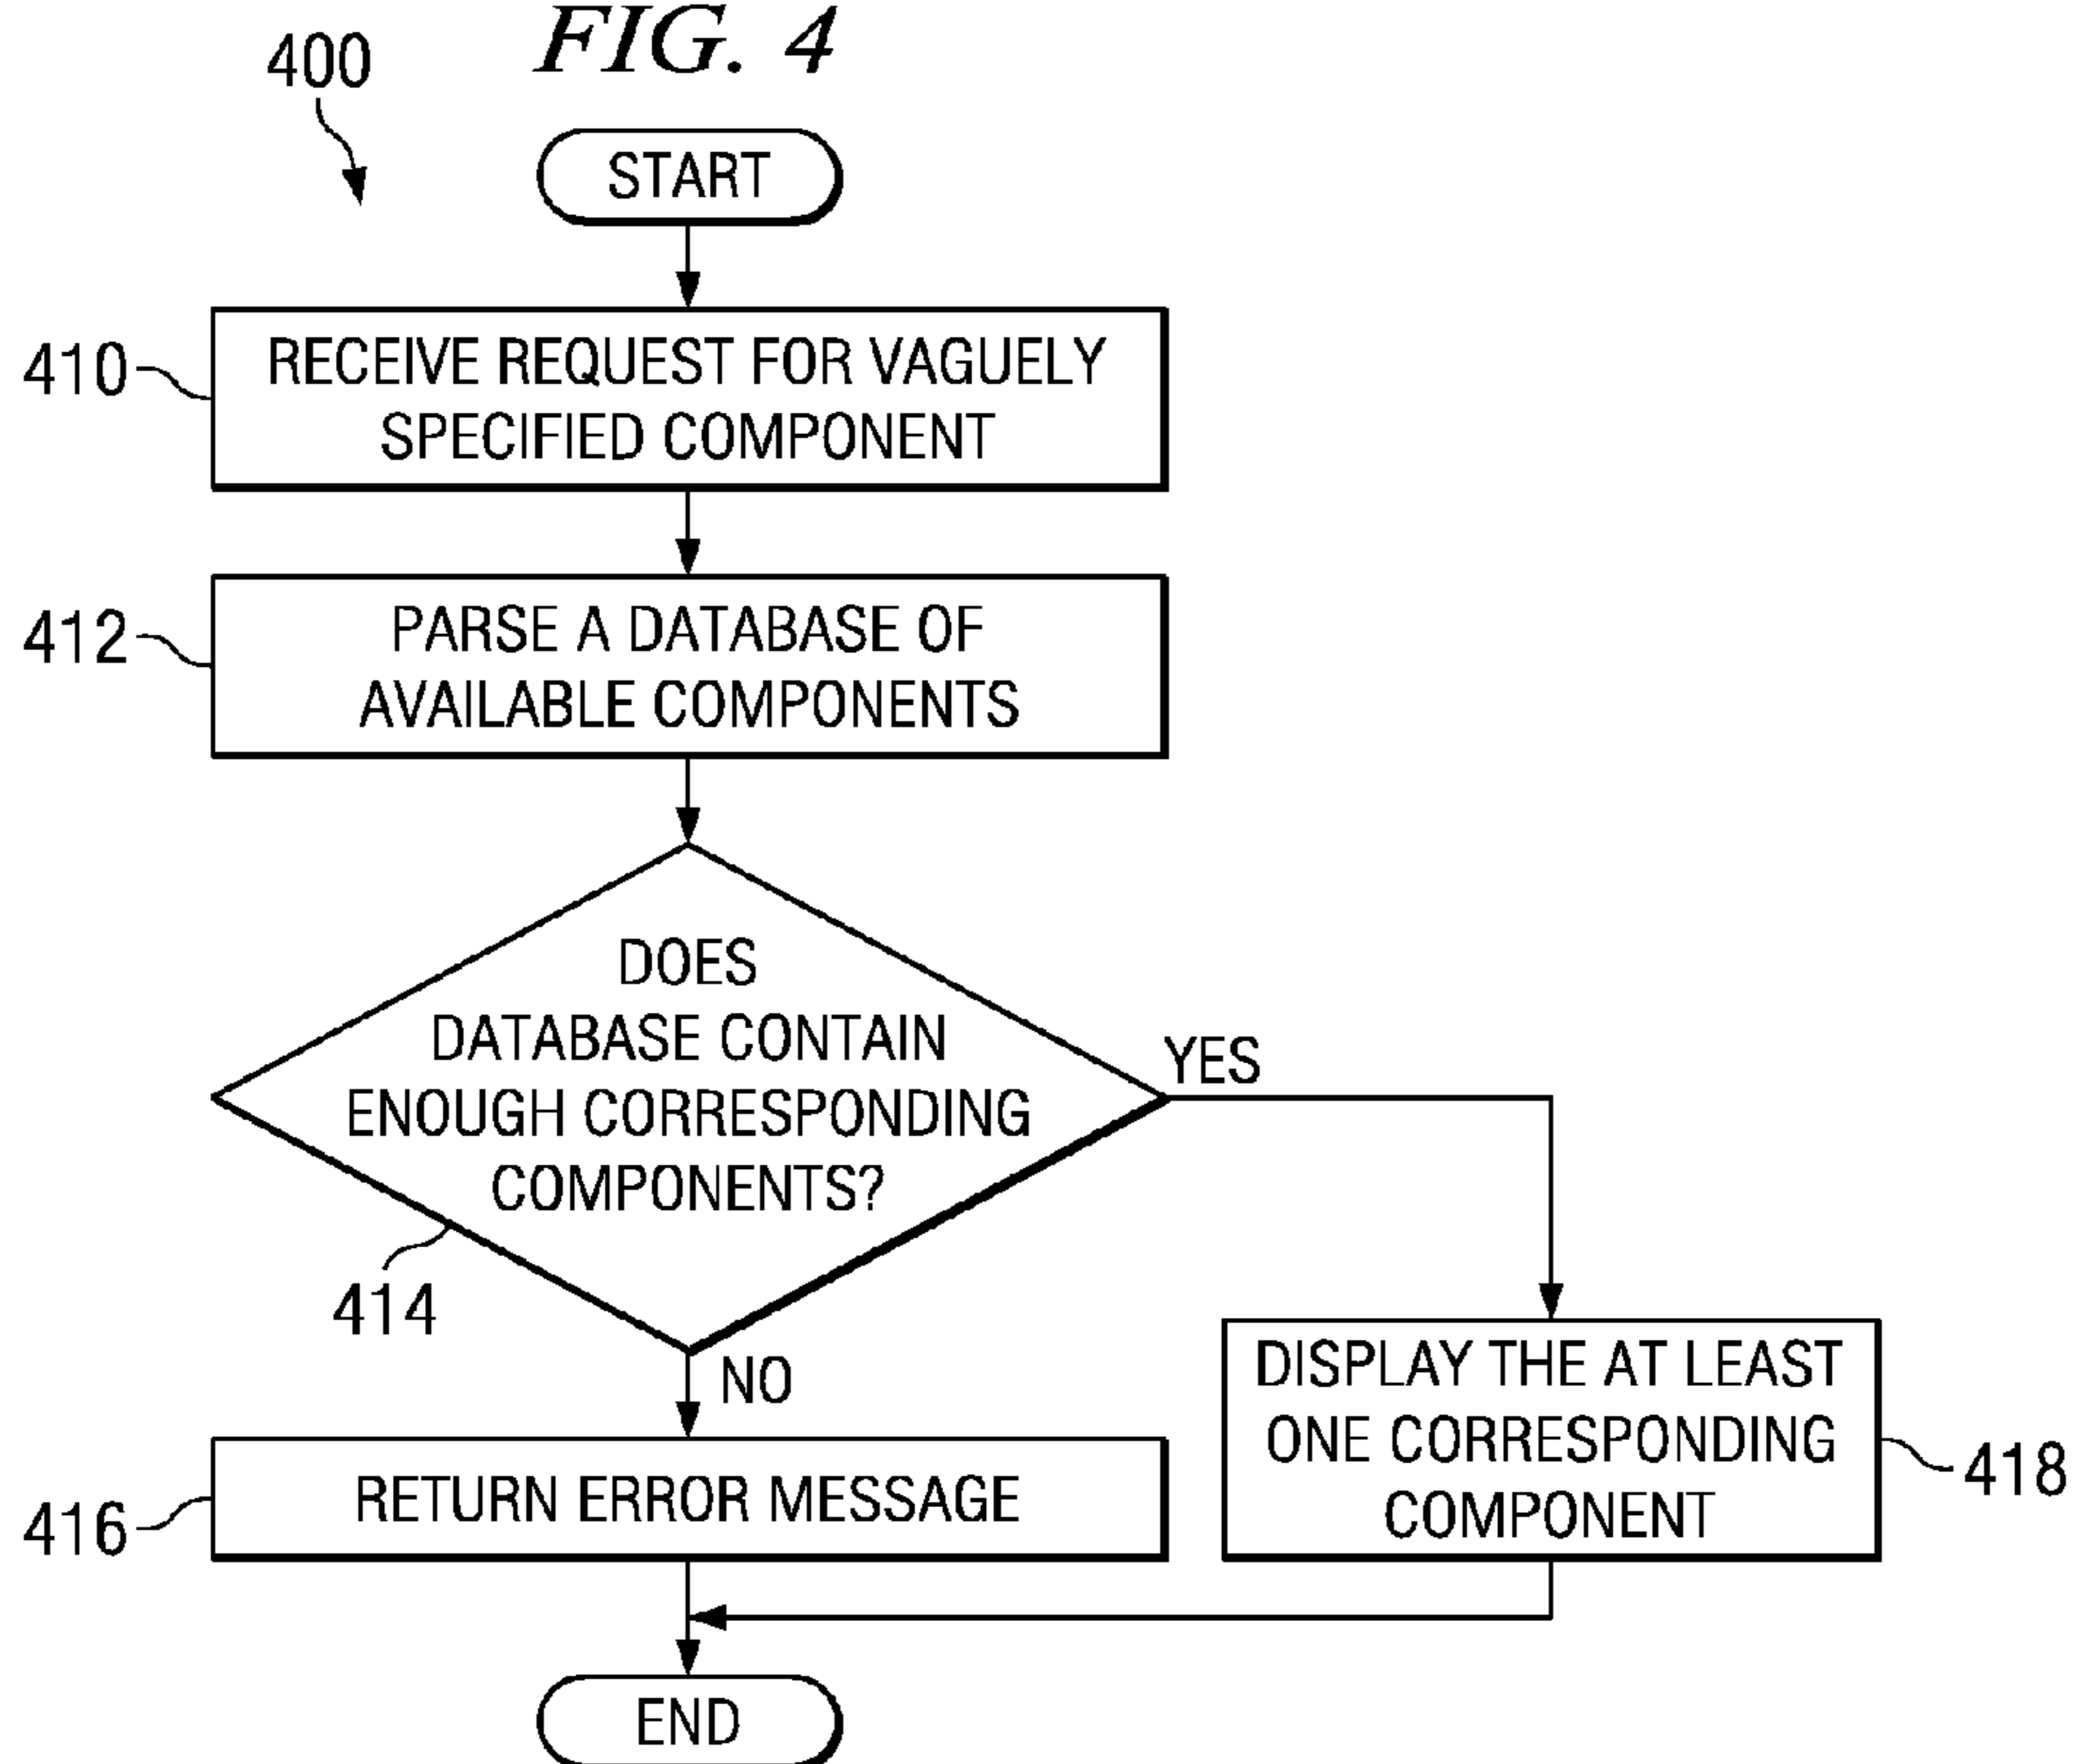 FIG. 4
400
START
410
RECEIVE REQUEST FOR VAGUELY
SPECIFIED COMPONENT
412
PARSE A DATABASE OF
AVAILABLE COMPONENTS
DOES
DATABASE CONTAIN
ENOUGH CORRESPONDING
COMPONENTS?
YES
414
NO
DISPLAY THE AT LEAST
ONE CORRESPONDING
COMPONENT
418
416
RETURN ERROR MESSAGE
END